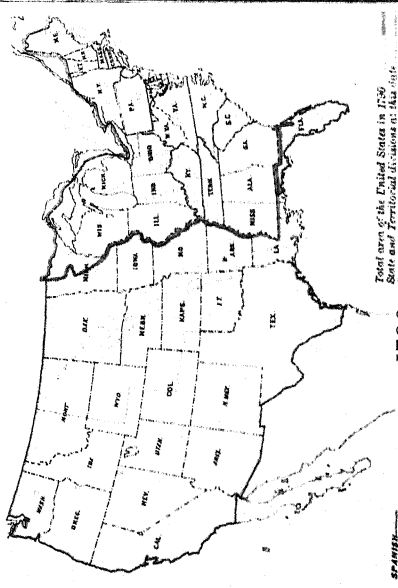 WASH
OREG.
CAL.
NEV.
IDA
MONT
WYO
UTAH
ARIZ.
COL.
N.MEX.
DAK
NEBR.
KANS.
I.T.
TEX.
MINN
IOWA
MO
ARK.
LA
WIS
ILL
MICH
IND
OHIO
KY.
TENN
MISS
ALA
GA.
FLA
S.C.
N.C.
VA.
W.VA.
PA.
N.Y.
ME.
SPANISH
Total area of the United States in 1790
State and Territorial divisions at this date